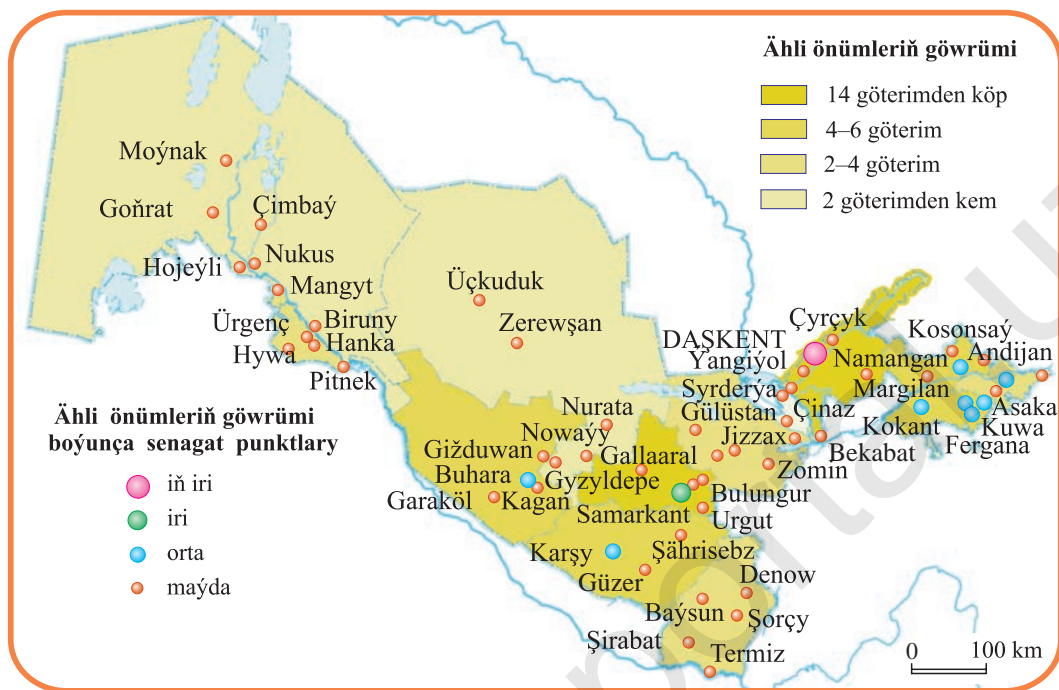 Ähli önümleriň göwrümi
14 göterimden köp
4–6 göterim
2–4 göterim
2 göterimden kem
Moýnak
Goňrat
Çimbaý
Hojeýli
Nukus
Mangyt
Ürgenç
Biruny
Hywa
Hanka
Pitnek
Üçkuduk
Zerewşan
DAŞKENT
Çyrçyk
Ýangiýol
Kosonsaý
Namangan
Andijan
Syrderýa
Margilan
Gülüstan
Çinaz
Asaka
Kokant
Kuwa
Fergana
Jizzax
Bekabat
Zomin
Nurata
Nowaýy
Gižduwan
Gallaaral
Buhara
Gyzyldepe
Garaköl
Kagan
Bulungur
Samarkant
Urgut
Karşy
Şährisebz
Güzer
Denow
Baýsun
Şorçy
Şirabat
Termiz
Ähli önümleriň göwrümi
boýunça senagat punktlary
iň iri
iri
orta
maýda
0 100 km